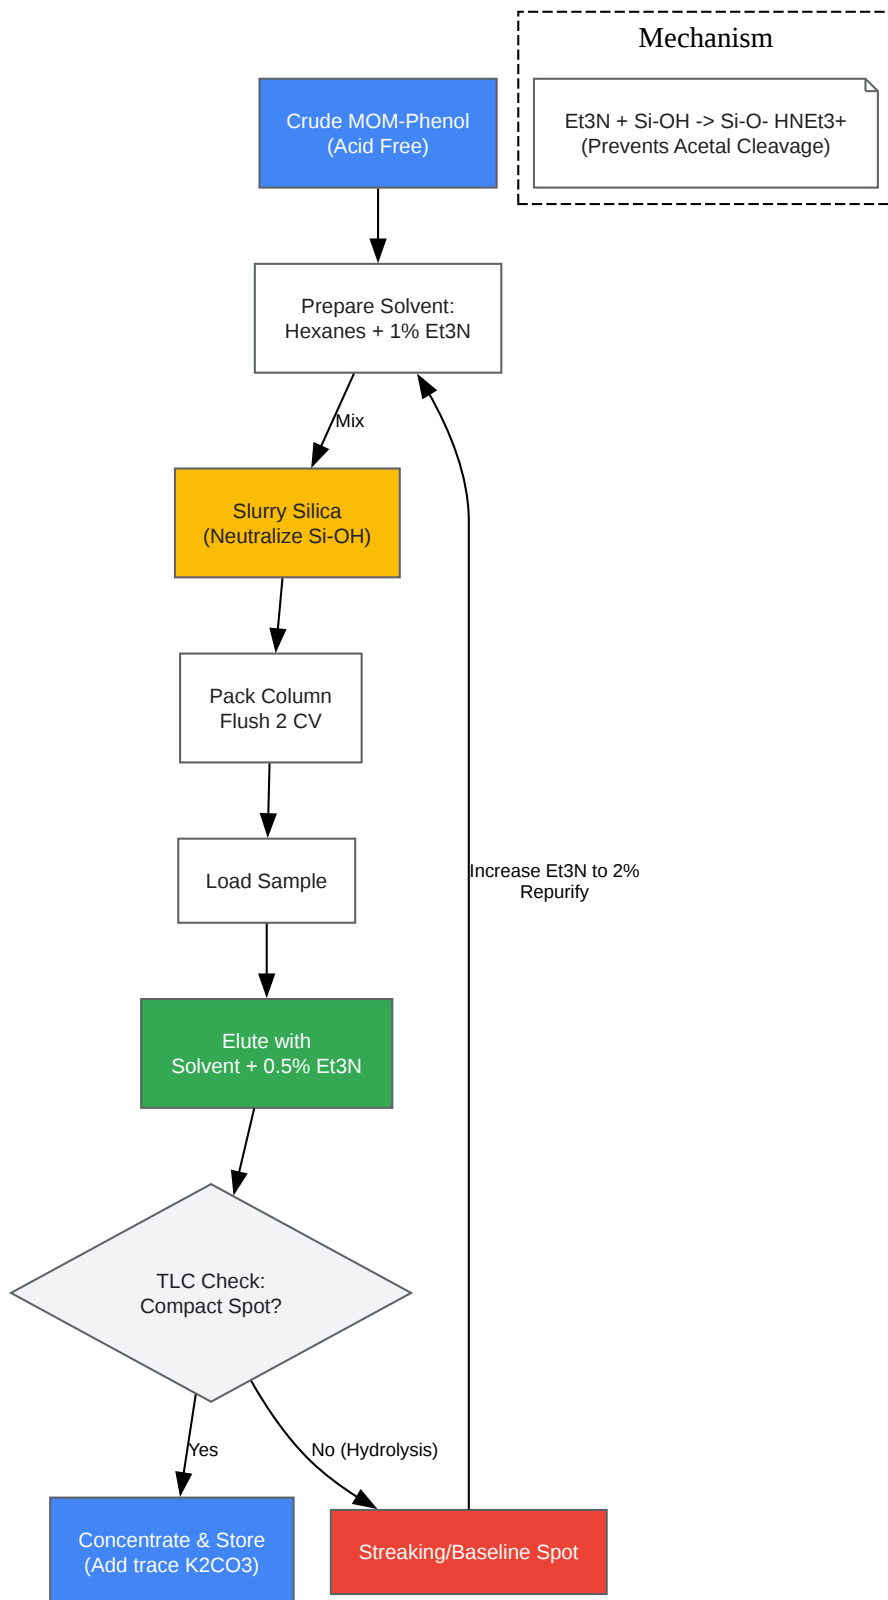 Mechanism
Crude MOM-Phenol
(Acid Free)
Et3N + Si-OH -> Si-O- HNEt3+
(Prevents Acetal Cleavage)
Prepare Solvent:
Hexanes + 1% Et3N
Mix
Slurry Silica
(Neutralize Si-OH)
Pack Column
Flush 2 CV
Load Sample
Increase Et3N to 2%
Repurify
Elute with
Solvent + 0.5% Et3N
TLC Check:
Compact Spot?
Yes
No (Hydrolysis)
Concentrate & Store
(Add trace K2CO3)
Streaking/Baseline Spot